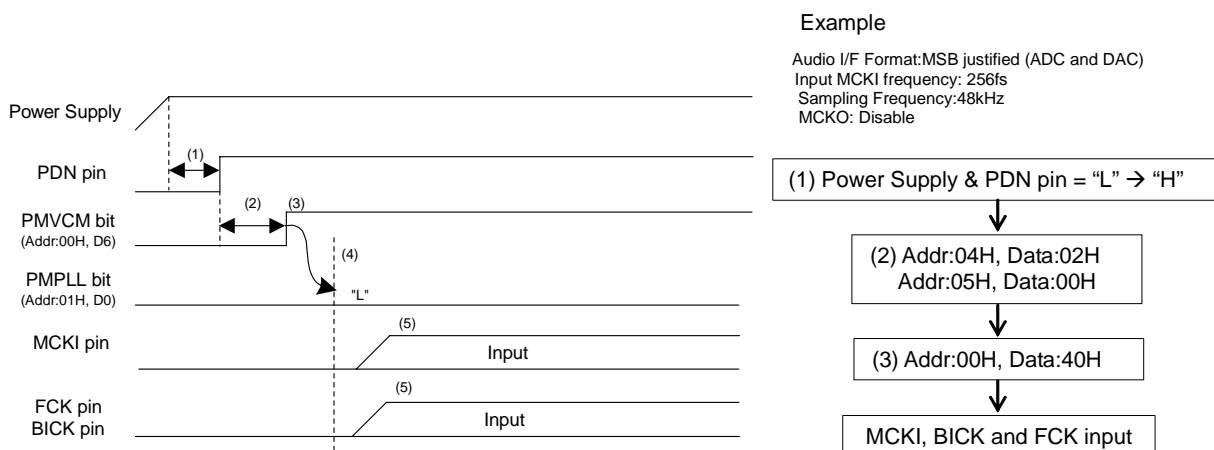 Example
Audio I/F Format:MSB justified (ADC and DAC)
Input MCKI frequency: 256fs
Sampling Frequency:48kHz
MCKO: Disable
Power Supply
(1)
PDN pin
(2)
(3)
PMVCM bit
(Addr:00H, D6)
(4)
PMPLL bit
(Addr:01H, D0)
"L"
MCKI pin
(5)
Input
FCK pin
BICK pin
(5)
Input
(1) Power Supply & PDN pin = “L” → “H”
(2) Addr:04H, Data:02H
Addr:05H, Data:00H
(3) Addr:00H, Data:40H
MCKI, BICK and FCK input